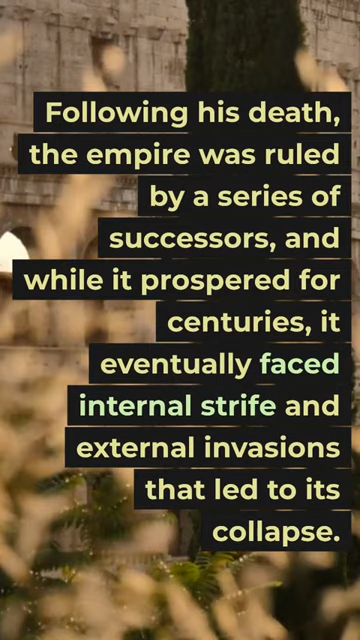 Following his death,
the empire was ruled
by a series of
successors, and
while it prospered for
centuries, it
eventually faced
internal strife and
external invasions
that led to its
collapse.